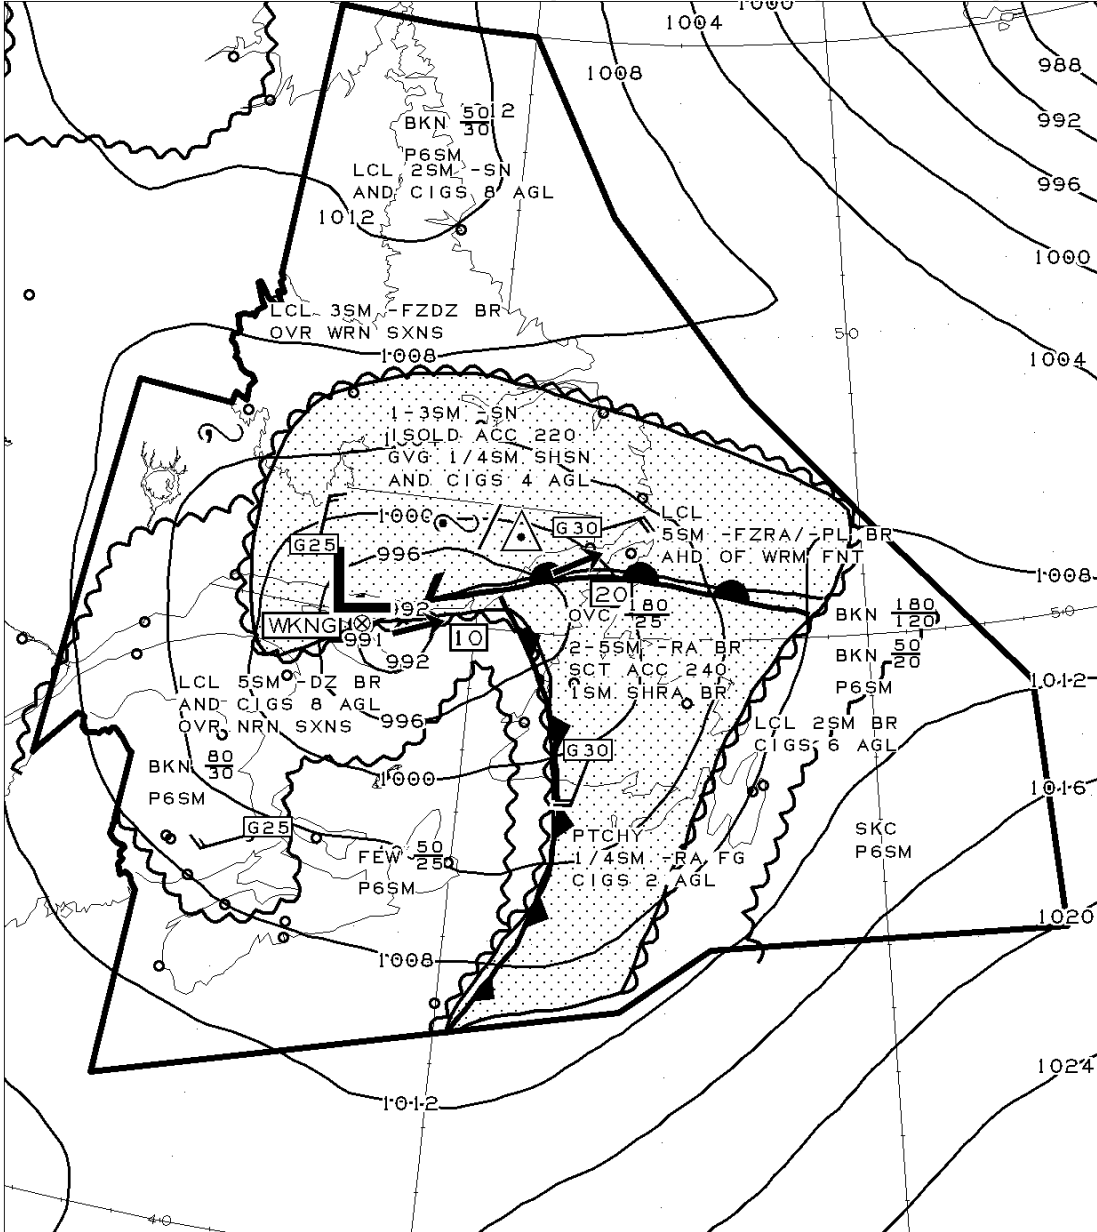 1000
1004
1008
988
992
996
1000
1004
BKN 50/30
12
P6SM
LCL 2SM -SN
AND CIGS 8 AGL
1012
LCL 3SM -FZDZ BR
OVR WRN SXNS
1008
50
1-3SM -SN
ISOLD ACC 220
GVG 1/4SM SHSN
AND CIGS 4 AGL
1000
996
G25
G30
LCL
5SM -FZRA/-PL BR
AHD OF WRM FNT
1008
50
L
20
992
991
992
WKNG
10
OVC 180/25
2-5SM -RA BR
SCT ACC 240
1SM SHRA BR
BKN 180/120
BKN 50/20
P6SM
1012
LCL 2SM BR
CIGS 6 AGL
LCL 5SM -DZ BR
AND CIGS 8 AGL
OVR NRN SXNS
996
BKN 80/30
P6SM
1000
G30
1016
G25
FEW 50/25
P6SM
PTCHY
1/4SM -RA FG
CIGS 2 AGL
SKC
P6SM
1020
1008
1012
1024
40